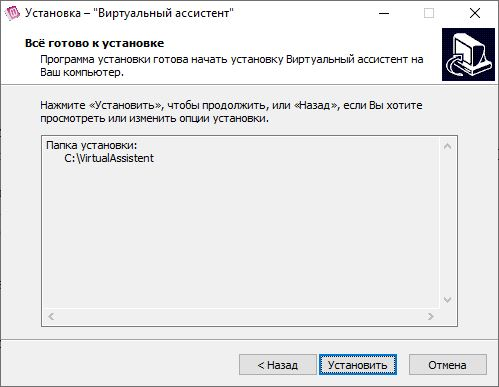 Установка – "Виртуальный ассистент"
Всё готово к установке
Программа установки готова начать установку Виртуальный ассистент на
Ваш компьютер.
Нажмите «Установить», чтобы продолжить, или «Назад», если Вы хотите
просмотреть или изменить опции установки.
Папка установки:
C:\VirtualAssistent
< Назад
Установить
Отмена